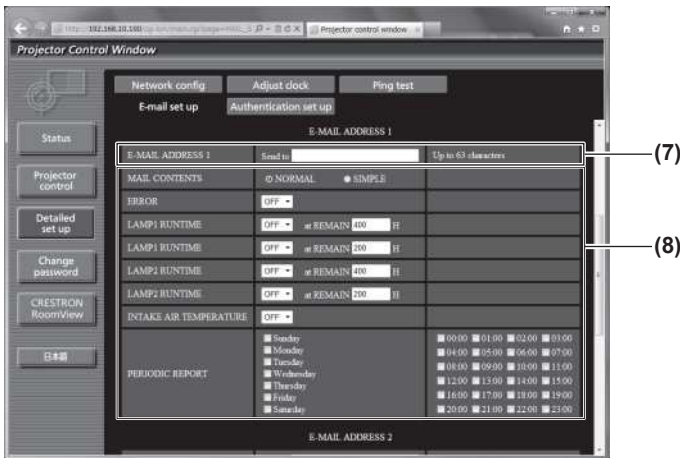 Projector control window
Projector Control Window
Network config Adjust clock Ping test
E-mail set up Authentication set up
E-MAIL ADDRESS 1
Status
E-MAIL ADDRESS 1 Send to Up to 63 characters
(7)
Projector control
MAIL CONTENTS NORMAL SIMPLE
ERROR OFF
Detailed set up
LAMP1 RUNTIME OFF at REMAIN 400 H
LAMP1 RUNTIME OFF at REMAIN 200 H
(8)
Change password
LAMP2 RUNTIME OFF at REMAIN 400 H
LAMP2 RUNTIME OFF at REMAIN 200 H
CRESTRON RoomView
INTAKE AIR TEMPERATURE OFF
日本語
PERIODIC REPORT
Sunday 00:00 01:00 02:00 03:00
Monday 04:00 05:00 06:00 07:00
Tuesday 08:00 09:00 10:00 11:00
Wednesday 12:00 13:00 14:00 15:00
Thursday 16:00 17:00 18:00 19:00
Friday 20:00 21:00 22:00 23:00
Saturday
E-MAIL ADDRESS 2